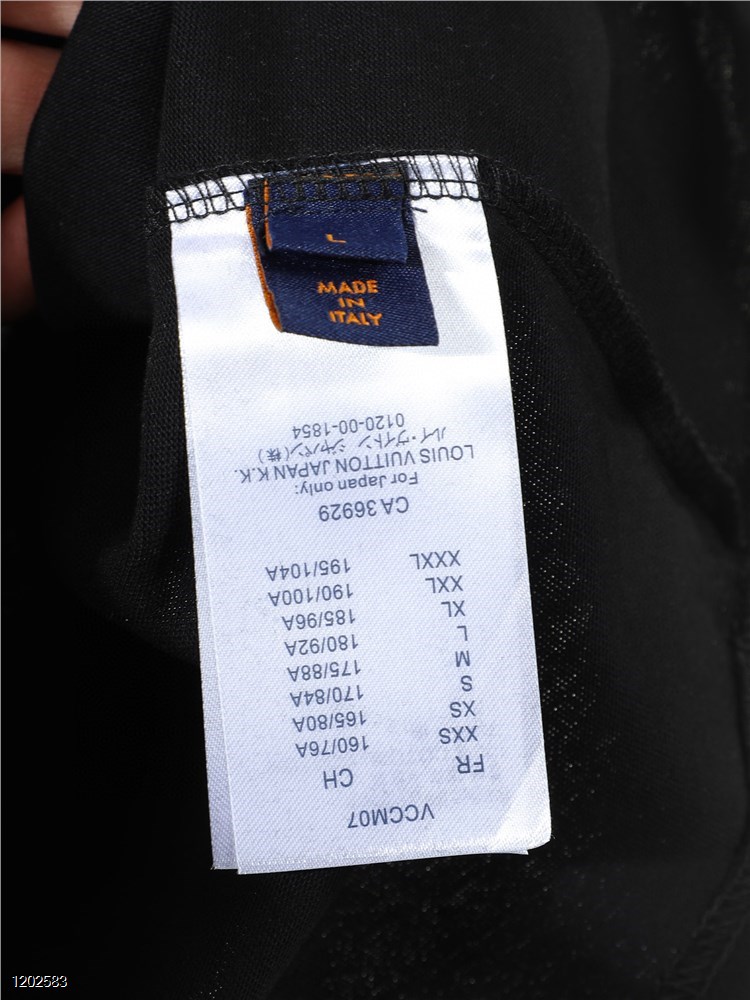 L
MADE
IN
ITALY
VCCM07
FR CH
XXS 160/76A
XS 165/80A
S 170/84A
M 175/88A
L 180/92A
XL 185/96A
XXL 190/100A
XXXL 195/104A
CA 36929
For Japan only:
LOUIS VUITTON JAPAN K.K.
ルイ・ヴィトン ジャパン(株)
0120-00-1854
1202583